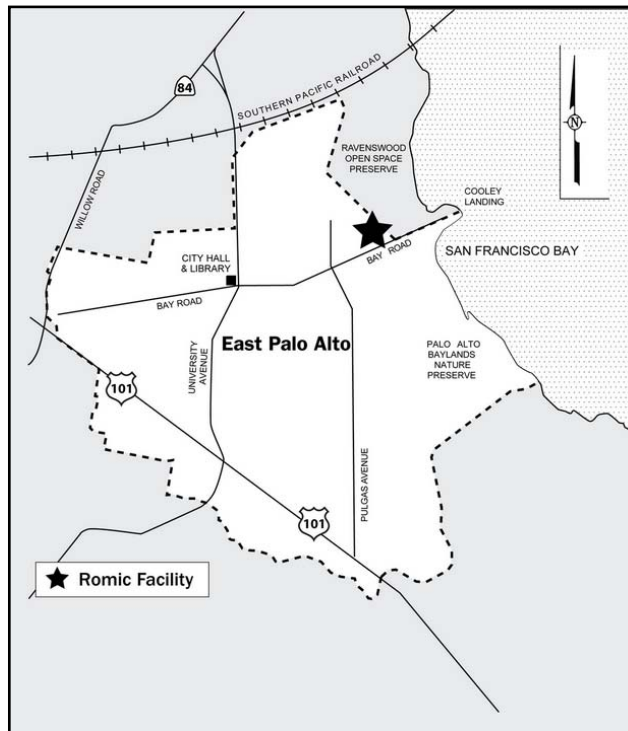 84
SOUTHERN PACIFIC RAILROAD
WILLOW ROAD
RAVENSWOOD
OPEN SPACE
PRESERVE
N
COOLEY
LANDING
CITY HALL
& LIBRARY
BAY ROAD
SAN FRANCISCO BAY
BAY ROAD
East Palo Alto
UNIVERSITY
AVENUE
PALO ALTO
BAYLANDS
NATURE
PRESERVE
101
PULGAS AVENUE
101
Romic Facility